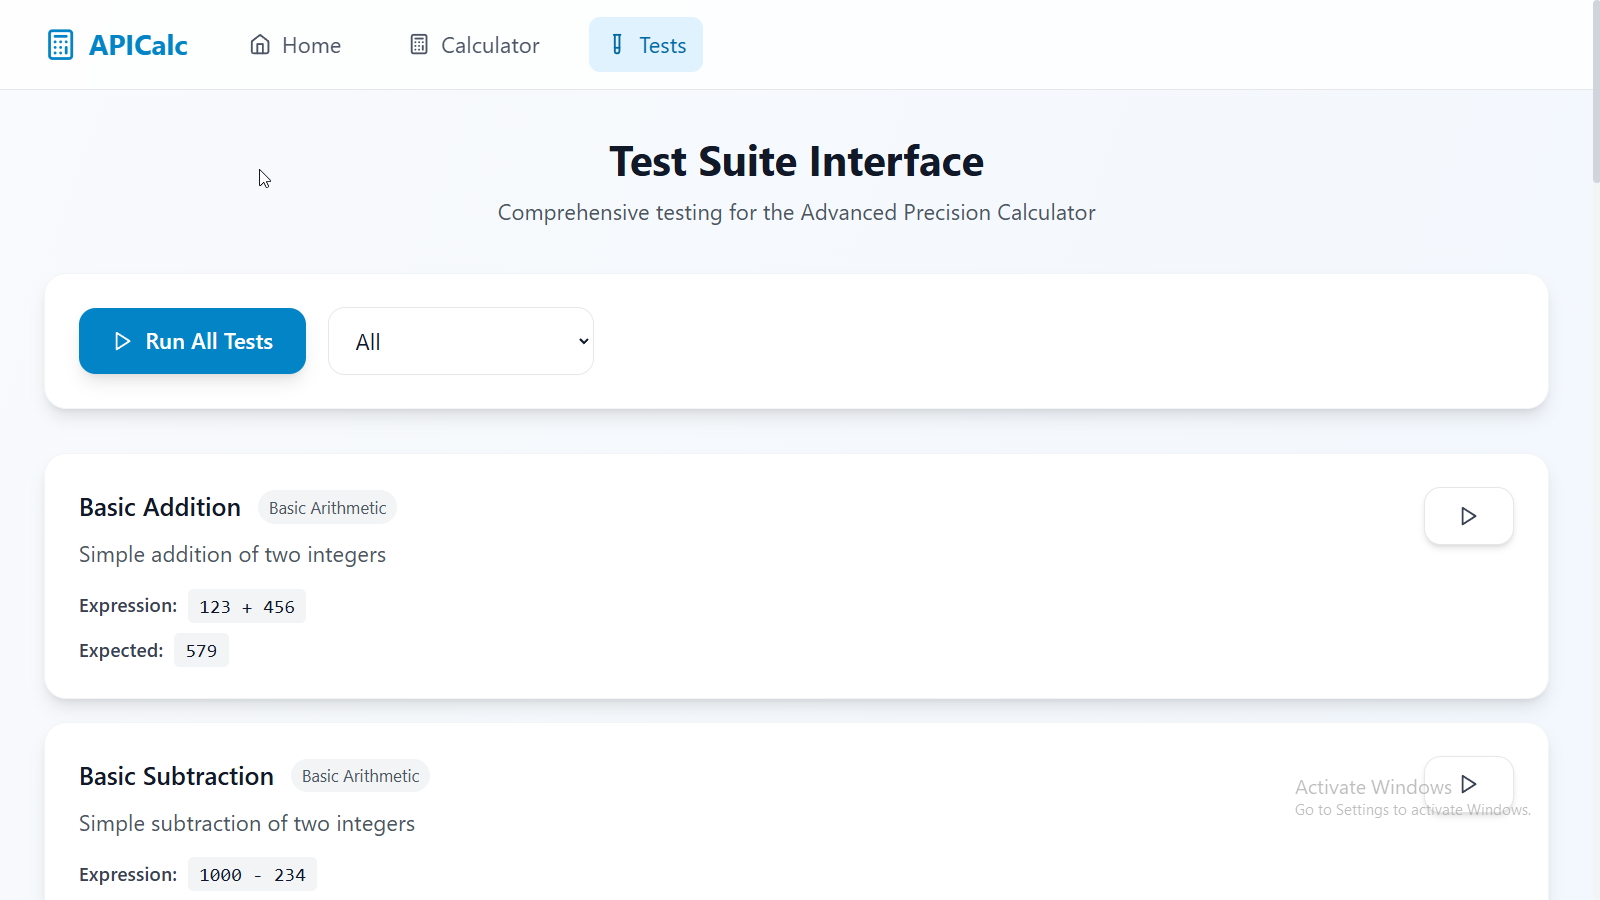 APICalc
Home
Calculator
Tests
Test Suite Interface
Comprehensive testing for the Advanced Precision Calculator
Run All Tests
All
Basic Addition
Basic Arithmetic
Simple addition of two integers
Expression: 123 + 456
Expected: 579
Basic Subtraction
Basic Arithmetic
Simple subtraction of two integers
Expression: 1000 - 234
Activate Windows
Go to Settings to activate Windows.